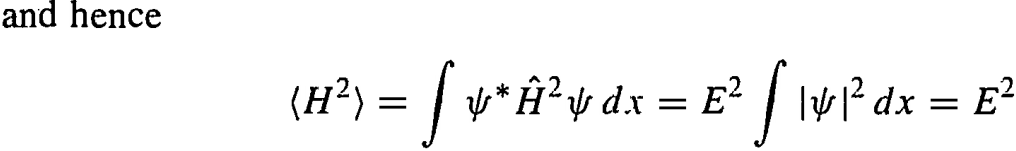 and hence
⟨H²⟩ = ∫ ψ* Ĥ² ψ dx = E² ∫ |ψ|² dx = E²